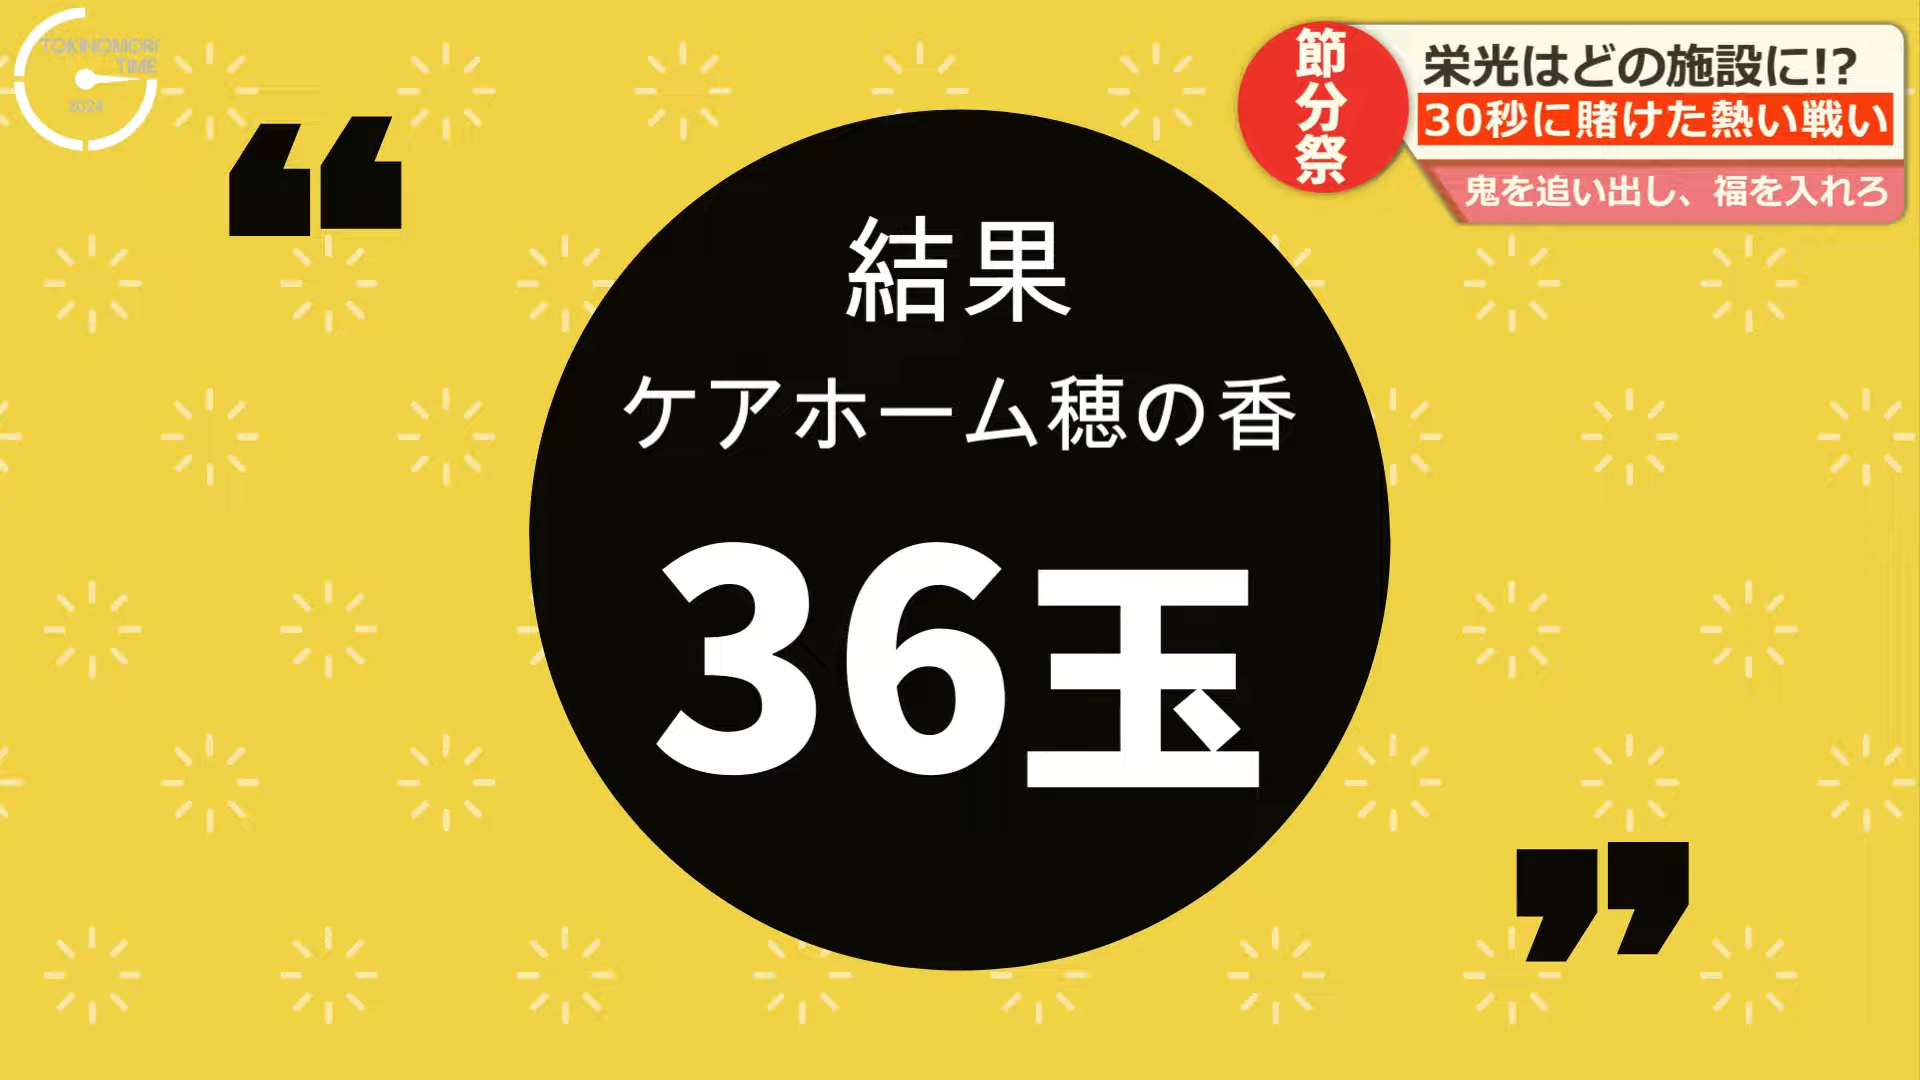 TOKINOMORI
TIME
2024
節分祭
栄光はどの施設に!?
30秒に賭けた熱い戦い
鬼を追い出し、福を入れろ
“
結果
ケアホーム穂の香
36玉
”